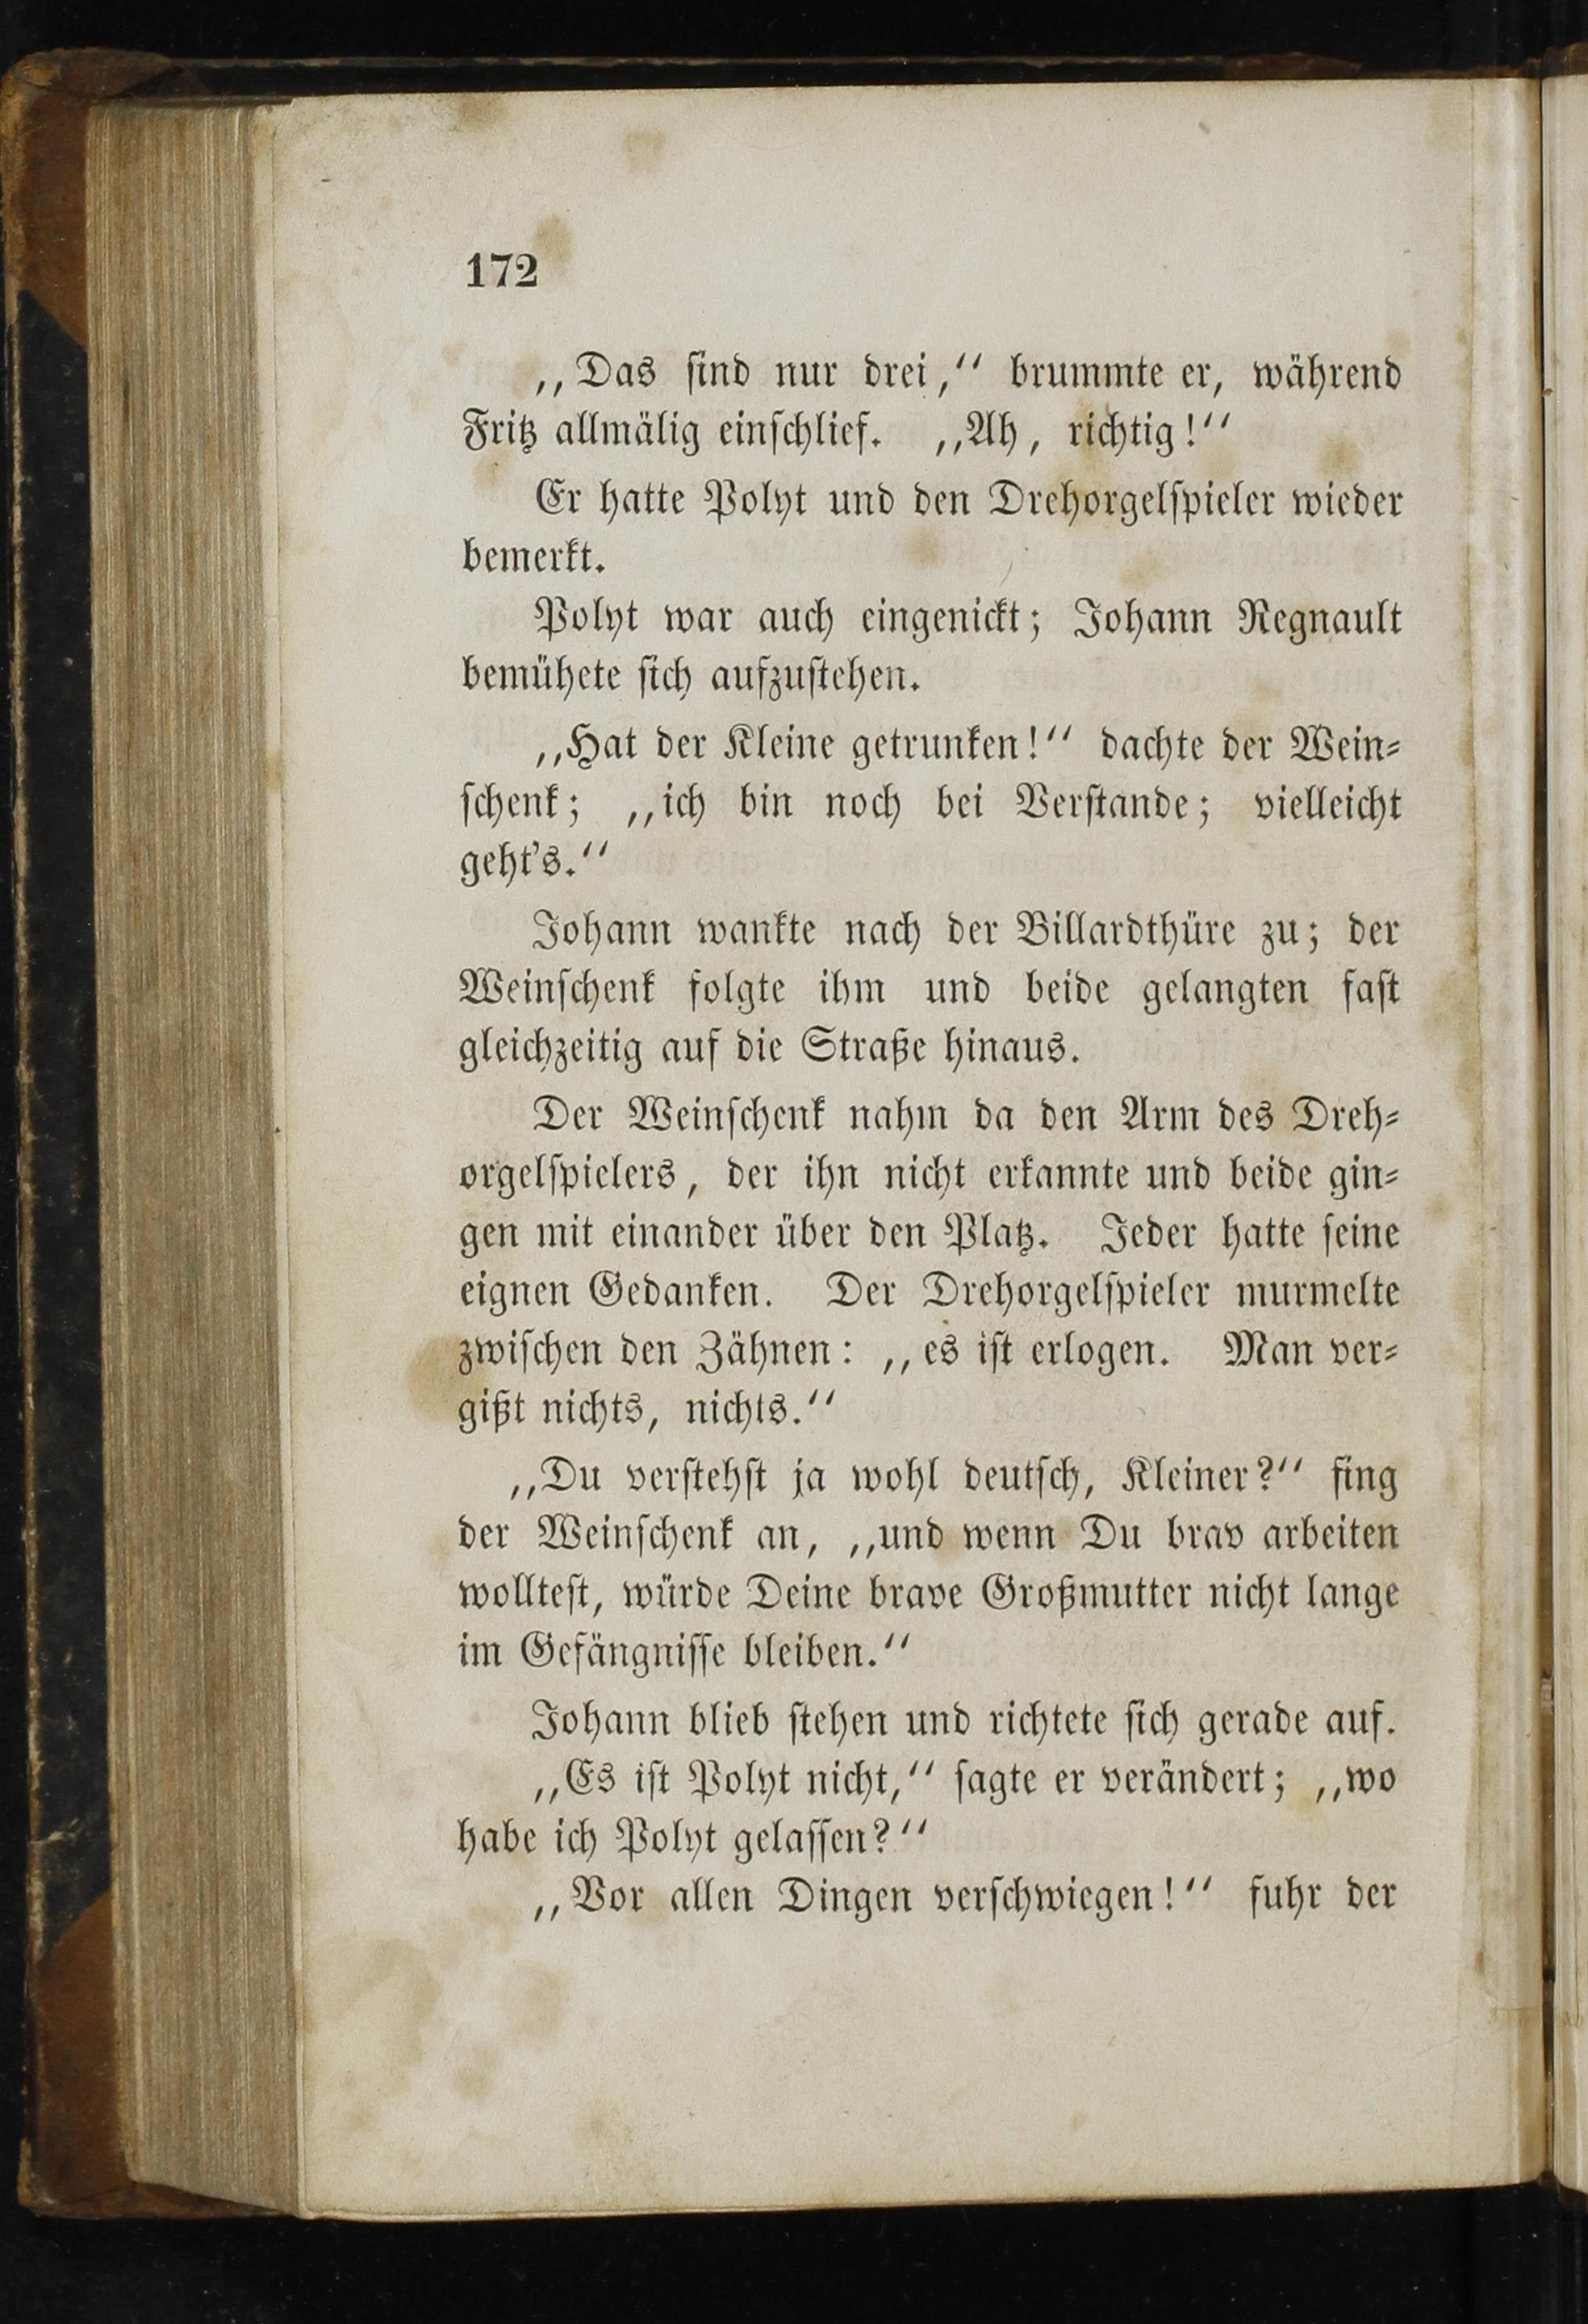 172
„Das ſind nur drei,“ brummte er, während
Fritz allmälig einſchlief. „Ah, richtig!“
Er hatte Polyt und den Drehorgelſpieler wieder
bemerkt.
Polyt war auch eingenickt; Johann Regnault
bemühete ſich aufzuſtehen.
„Hat der Kleine getrunken!“ dachte der Wein⸗
ſchenk; „ich bin noch bei Verſtande; vielleicht
geht's.“
Johann wankte nach der Billardthüre zu; der
Weinſchenk folgte ihm und beide gelangten faſt
gleichzeitig auf die Straße hinaus.
Der Weinſchenk nahm da den Arm des Dreh⸗
orgelſpielers, der ihn nicht erkannte und beide gin⸗
gen mit einander über den Platz. Jeder hatte ſeine
eignen Gedanken. Der Drehorgelſpieler murmelte
zwiſchen den Zähnen: „es iſt erlogen. Man ver⸗
gißt nichts, nichts.“
„Du verſtehſt ja wohl deutſch, Kleiner?“ fing
der Weinſchenk an, „und wenn Du brav arbeiten
wollteſt, würde Deine brave Großmutter nicht lange
im Gefängniſſe bleiben.“
Johann blieb ſtehen und richtete ſich gerade auf.
„Es iſt Polyt nicht,“ ſagte er verändert; „wo
habe ich Polyt gelaſſen?“
„Vor allen Dingen verſchwiegen!“ fuhr der